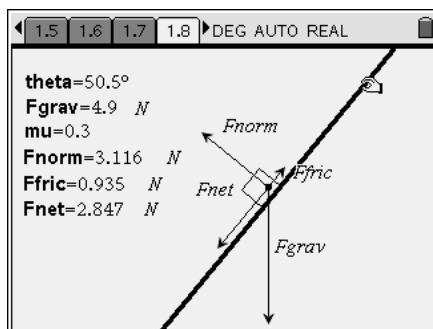 1.5 1.6 1.7 1.8 DEG AUTO REAL
theta=50.5°
Fgrav=4.9 N
mu=0.3
Fnorm=3.116 N
Ffric=0.935 N
Fnet=2.847 N
Fnorm
Ffric
Fnet
Fgrav